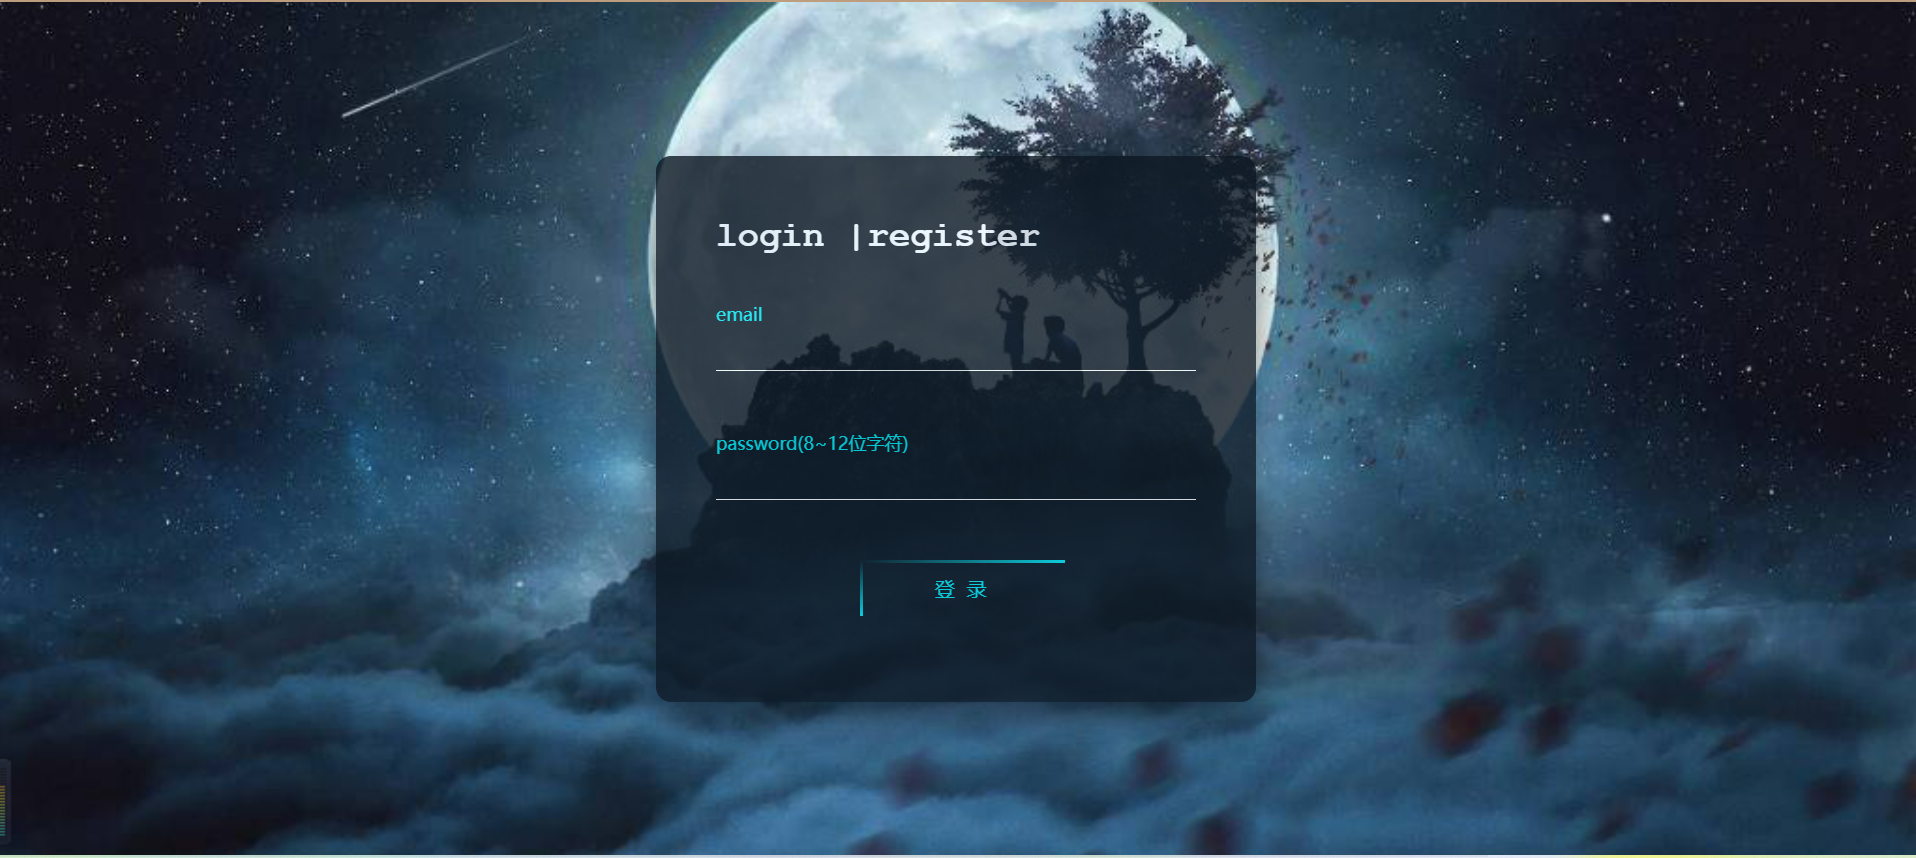 login |register
email
password(8~12位字符)
登 录